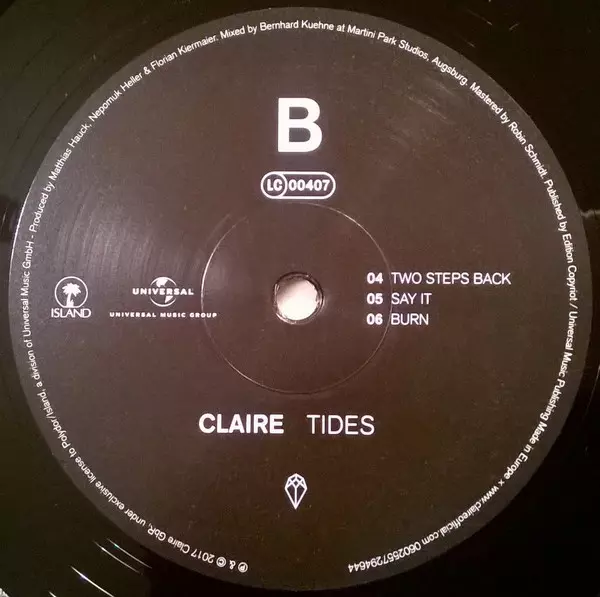 B
LC 00407
04 TWO STEPS BACK
05 SAY IT
06 BURN
ISLAND
UNIVERSAL
UNIVERSAL MUSIC GROUP
CLAIRE TIDES
℗ & © 2017 Claire GbR, under exclusive license to Polydor/Island, a division of Universal Music GmbH - Produced by Matthias Hauck, Nepomuk Heller & Florian Kiermaier. Mixed by Bernhard Kuehne at Martini Park Studios, Augsburg. Mastered by Robin Schmidt. Published by Edition Copyriot / Universal Music Publishing Made in Europe × www.claireofficial.com 0602557294644